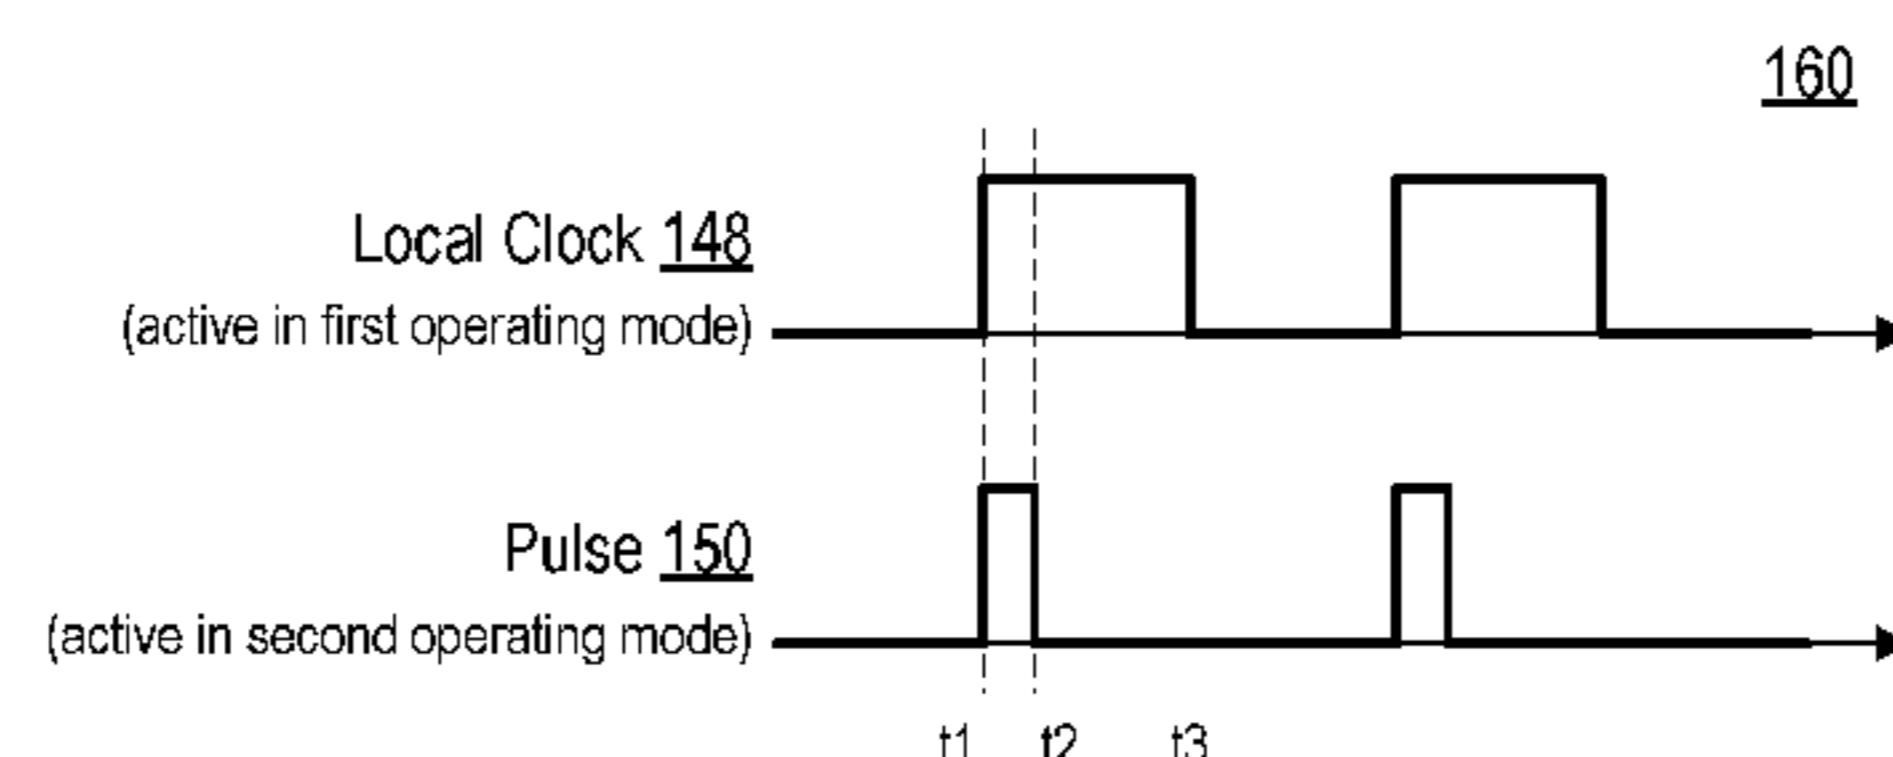 160
Local Clock 148
(active in first operating mode)
Pulse 150
(active in second operating mode)
t1 t2 t3